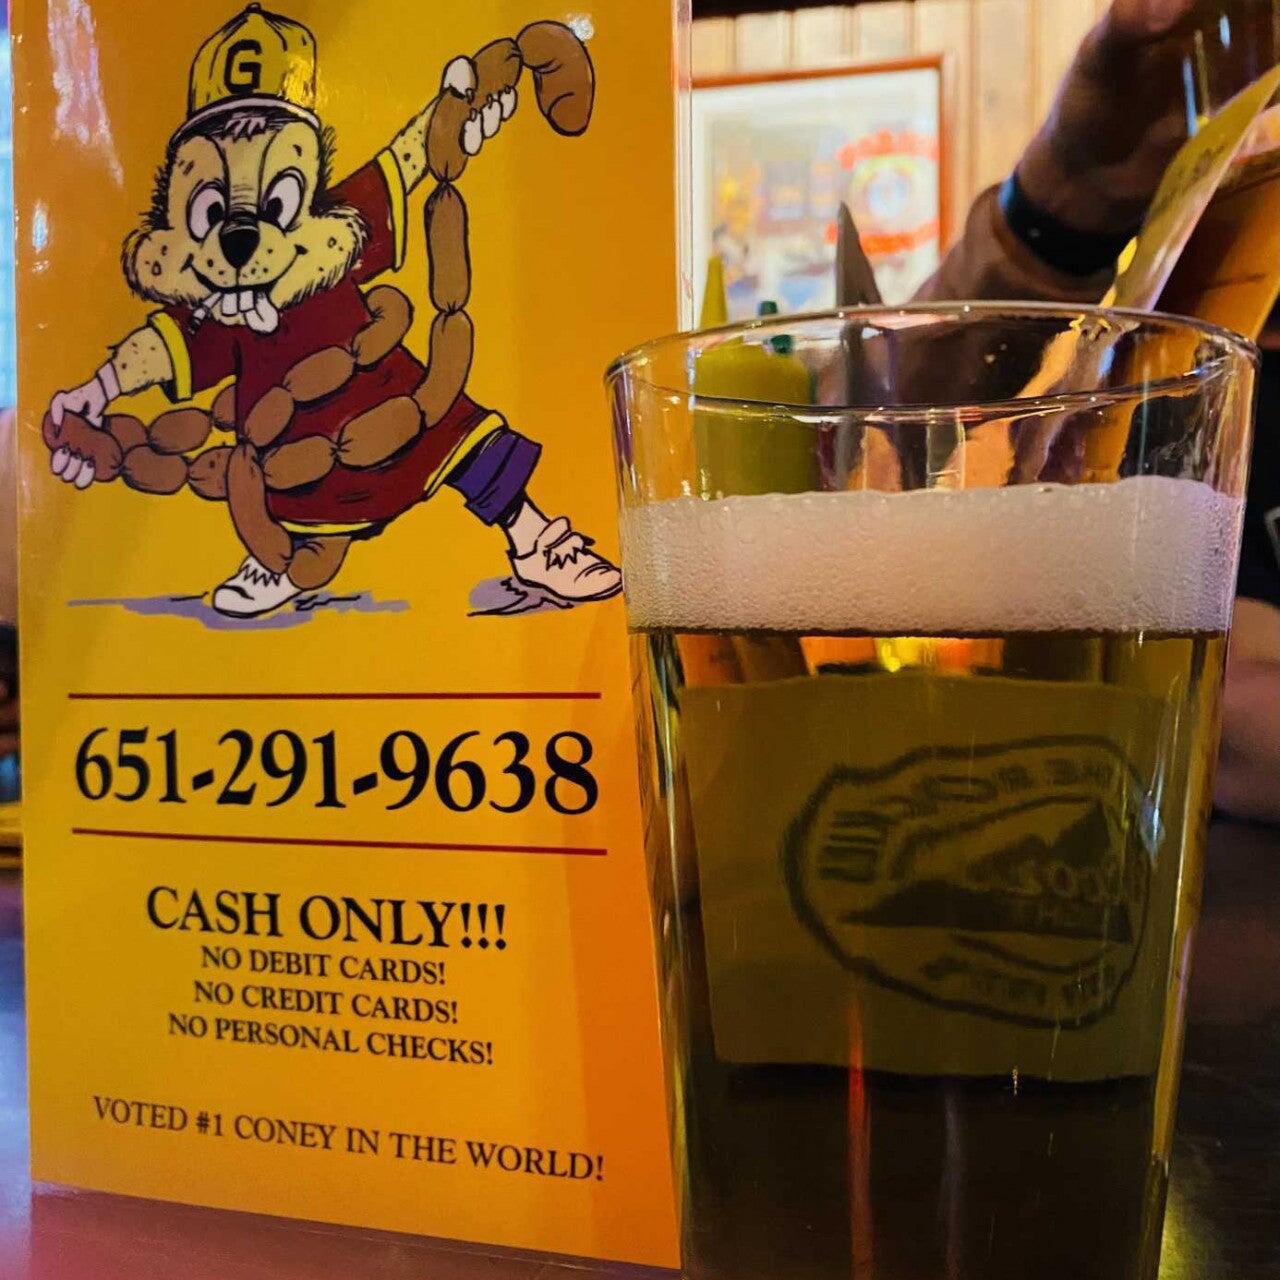 G
651-291-9638
CASH ONLY!!!
NO DEBIT CARDS!
NO CREDIT CARDS!
NO PERSONAL CHECKS!
VOTED #1 CONEY IN THE WORLD!